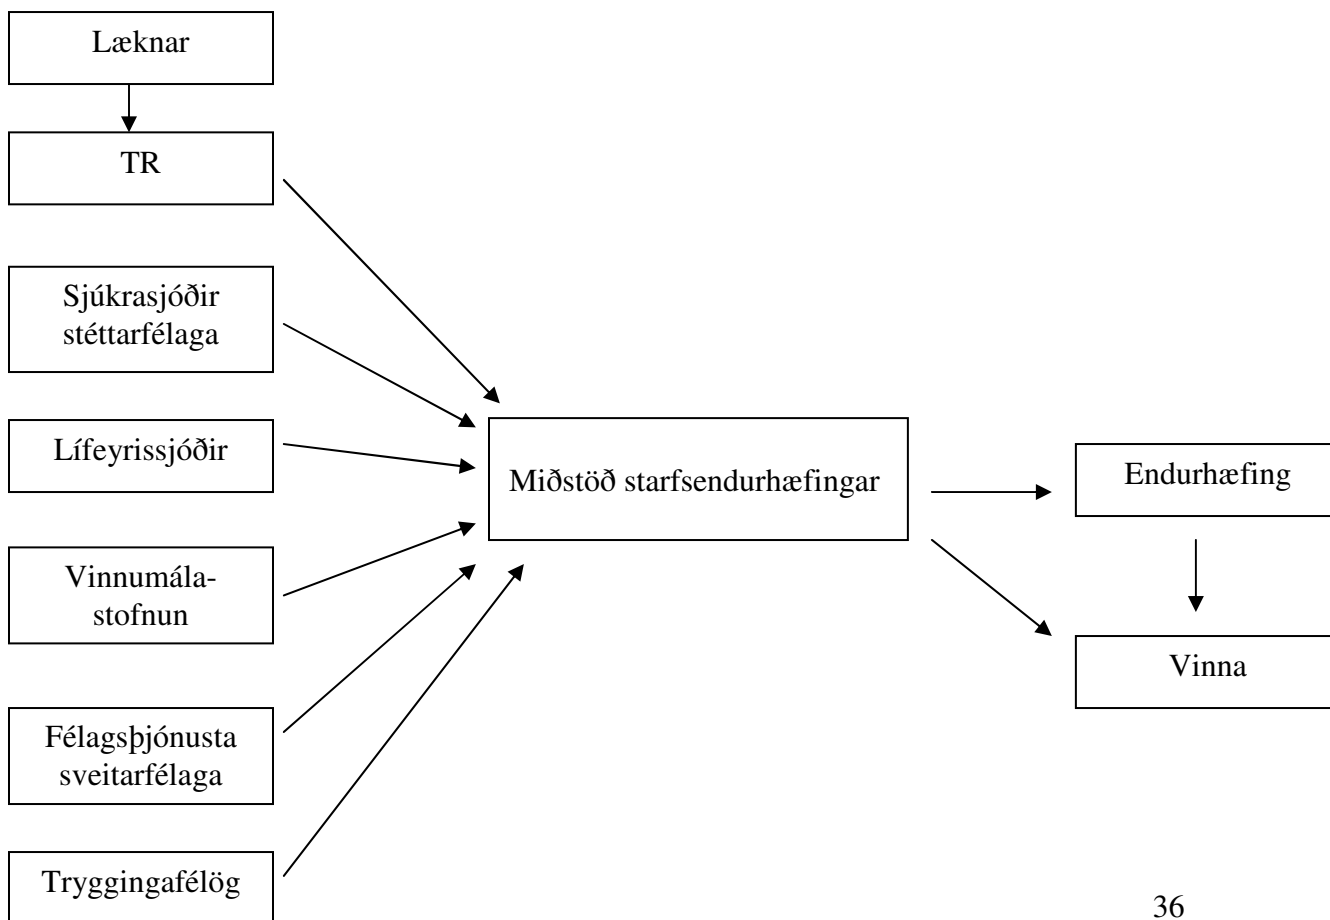 Læknar
TR
Sjúkrasjóðir
stéttarfélaga
Lífeyrissjóðir
Vinnumála-
stofnun
Félagsþjónusta
sveitarfélaga
Tryggingafélög
Miðstöð starfsendurhæfingar
Endurhæfing
Vinna
36